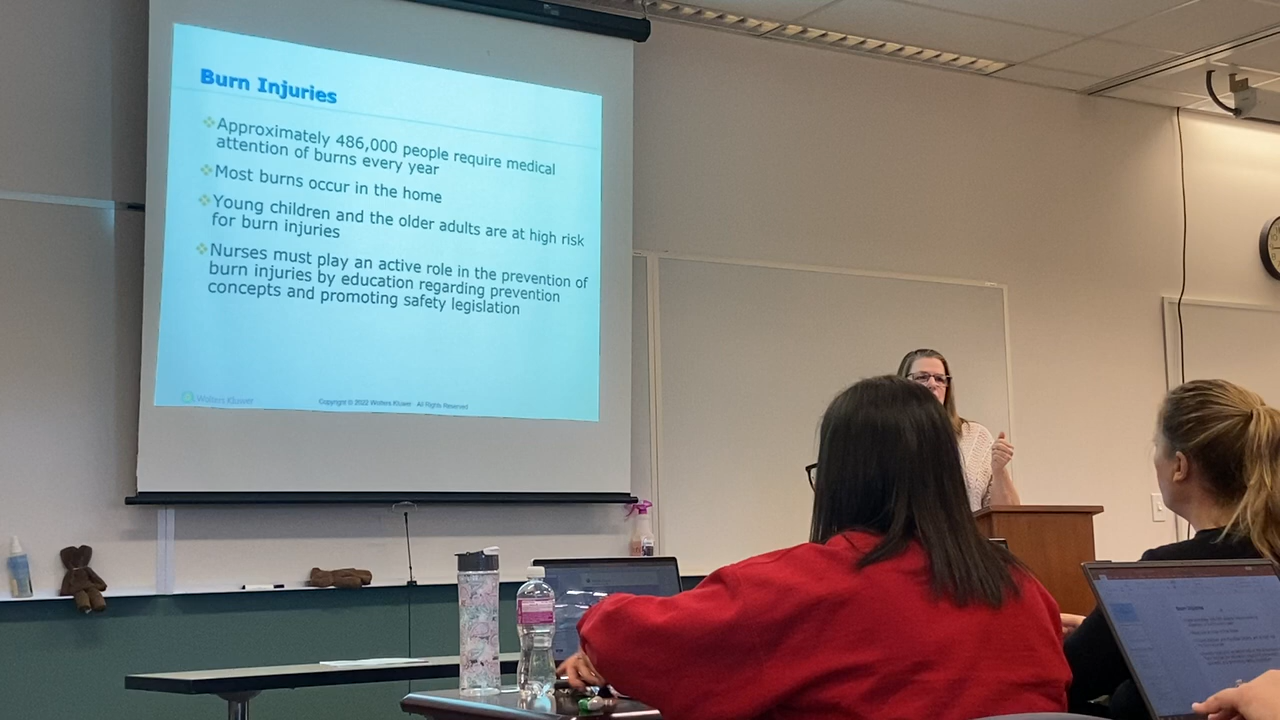 Burn Injuries
Approximately 486,000 people require medical
attention of burns every year
Most burns occur in the home
Young children and the older adults are at high risk
for burn injuries
Nurses must play an active role in the prevention of
burn injuries by education regarding prevention
concepts and promoting safety legislation
Wolters Kluwer
Copyright © 2022 Wolters Kluwer · All Rights Reserved
Burn Injuries